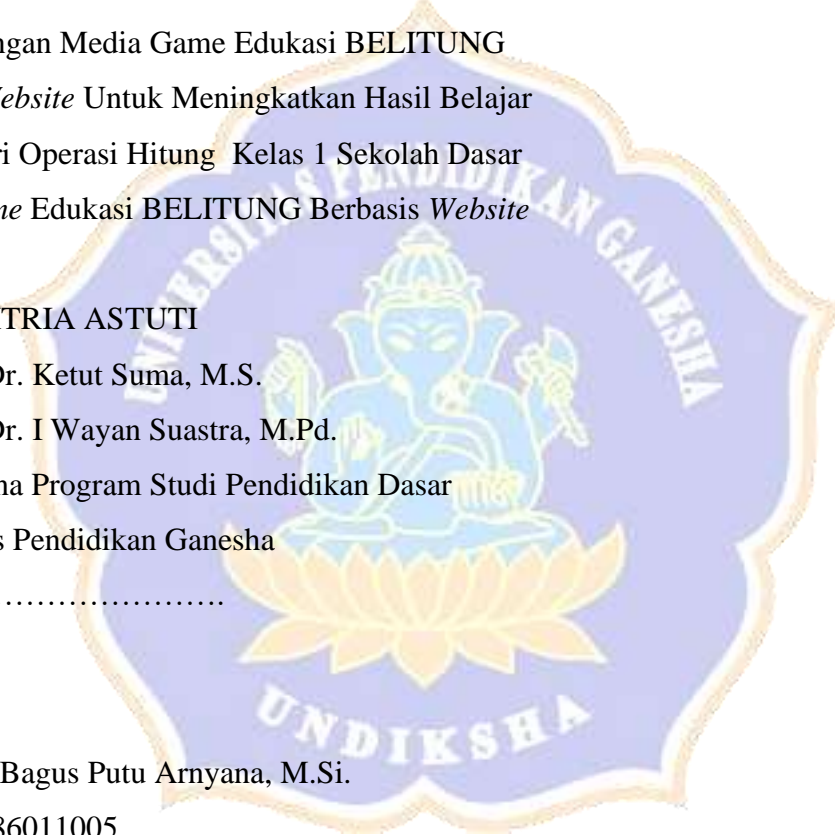 ngan Media Game Edukasi BELITUNG
ebsite Untuk Meningkatkan Hasil Belajar
ri Operasi Hitung Kelas 1 Sekolah Dasar
ne Edukasi BELITUNG Berbasis Website
UNIVERSITAS PENDIDIKAN GANESHA
ITRIA ASTUTI
Dr. Ketut Suma, M.S.
Dr. I Wayan Suastra, M.Pd.
na Program Studi Pendidikan Dasar
s Pendidikan Ganesha
………………….
UNDIKSHA
Bagus Putu Arnyana, M.Si.
86011005